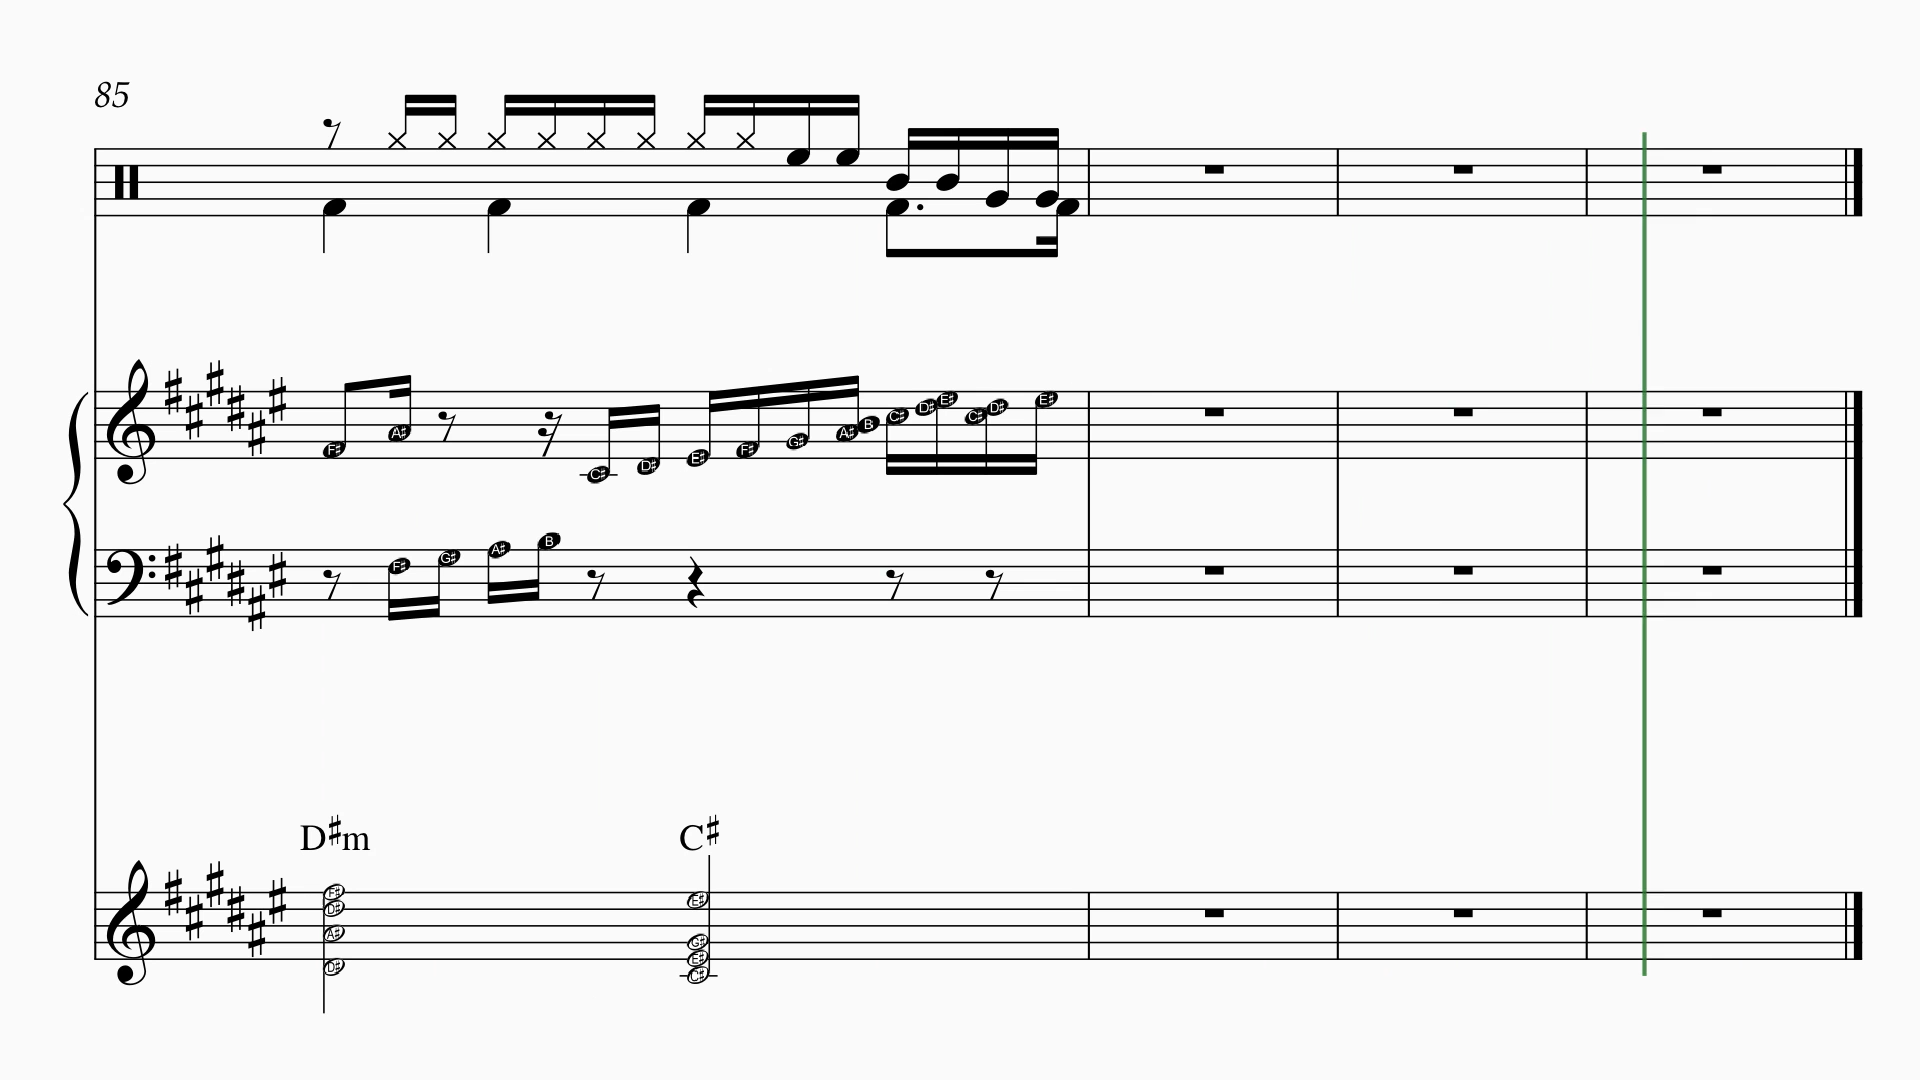 85
F# A# C# D# E# F# G# A# B C# D# E# C# D# E#
F# G# A# B
D♯m C♯
F# E#
D#
A# G#
D# E#
C#